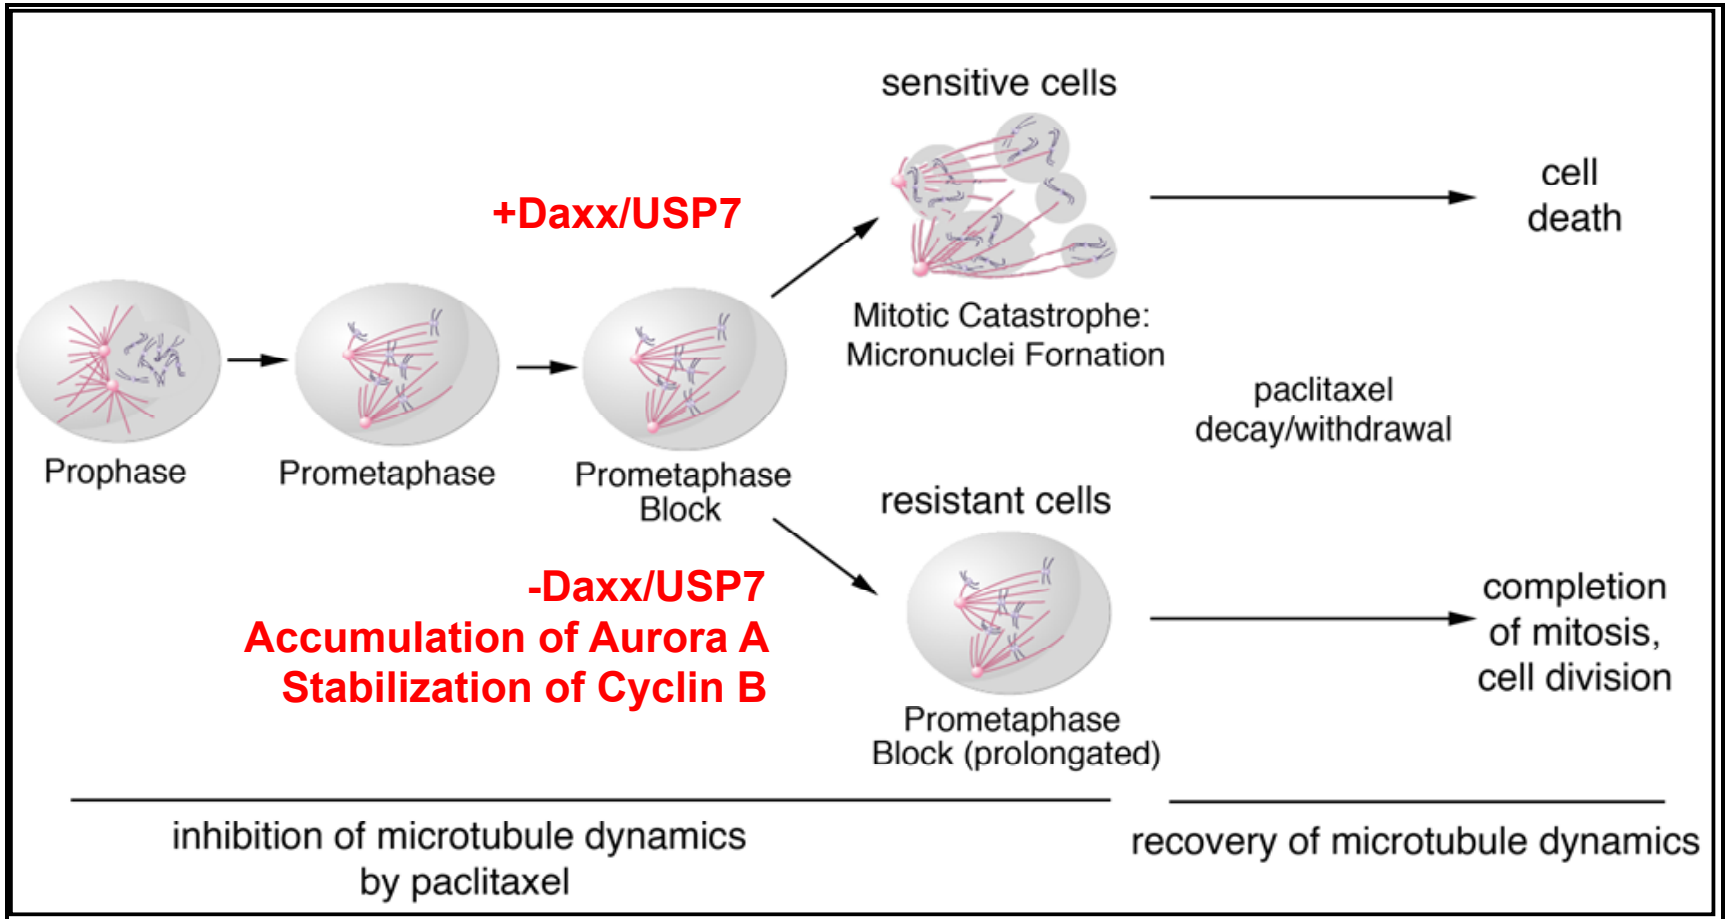 sensitive cells
+Daxx/USP7
cell
death
Mitotic Catastrophe:
Micronuclei Fornation
paclitaxel
decay/withdrawal
Prophase
Prometaphase
Prometaphase
Block
resistant cells
-Daxx/USP7
Accumulation of Aurora A
Stabilization of Cyclin B
completion
of mitosis,
cell division
Prometaphase
Block (prolongated)
inhibition of microtubule dynamics
by paclitaxel
recovery of microtubule dynamics